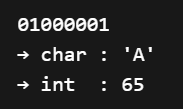 01000001
→ char : 'A'
→ int  : 65